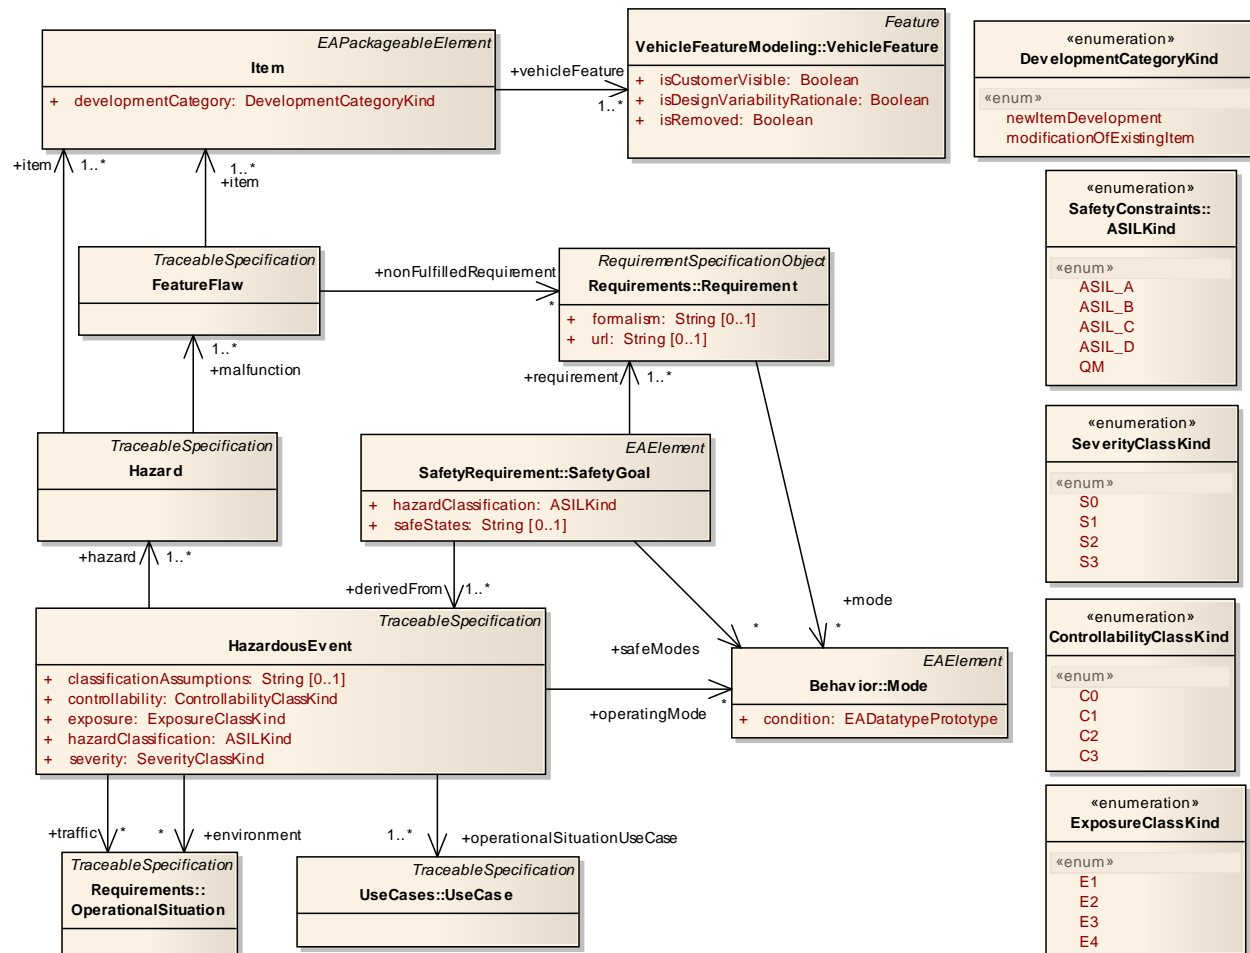 EAPackageableElement
Item
+ developmentCategory: DevelopmentCategoryKind
+vehicleFeature
1..*
Feature
VehicleFeatureModeling::VehicleFeature
+ isCustomerVisible: Boolean
+ isDesignVariabilityRationale: Boolean
+ isRemoved: Boolean
«enumeration»
DevelopmentCategoryKind
«enum»
newItemDevelopment
modificationOfExistingItem
+item
1..*
1..*
+item
«enumeration»
SafetyConstraints::
ASILKind
«enum»
ASIL_A
ASIL_B
ASIL_C
ASIL_D
QM
TraceableSpecification
FeatureFlaw
+nonFulfilledRequirement
*
RequirementSpecificationObject
Requirements::Requirement
+ formalism: String [0..1]
+ url: String [0..1]
1..*
+malfunction
+requirement
1..*
«enumeration»
SeverityClassKind
«enum»
S0
S1
S2
S3
TraceableSpecification
Hazard
EAElement
SafetyRequirement::SafetyGoal
+ hazardClassification: ASILKind
+ safeStates: String [0..1]
+hazard
1..*
+derivedFrom
1..*
+mode
*
*
+safeModes
«enumeration»
ControllabilityClassKind
«enum»
C0
C1
C2
C3
TraceableSpecification
HazardousEvent
+ classificationAssumptions: String [0..1]
+ controllability: ControllabilityClassKind
+ exposure: ExposureClassKind
+ hazardClassification: ASILKind
+ severity: SeverityClassKind
+operatingMode
*
EAElement
Behavior::Mode
+ condition: EADatatypePrototype
«enumeration»
ExposureClassKind
«enum»
E1
E2
E3
E4
+traffic
*
*
+environment
1..*
+operationalSituationUseCase
TraceableSpecification
Requirements::
OperationalSituation
TraceableSpecification
UseCases::UseCase